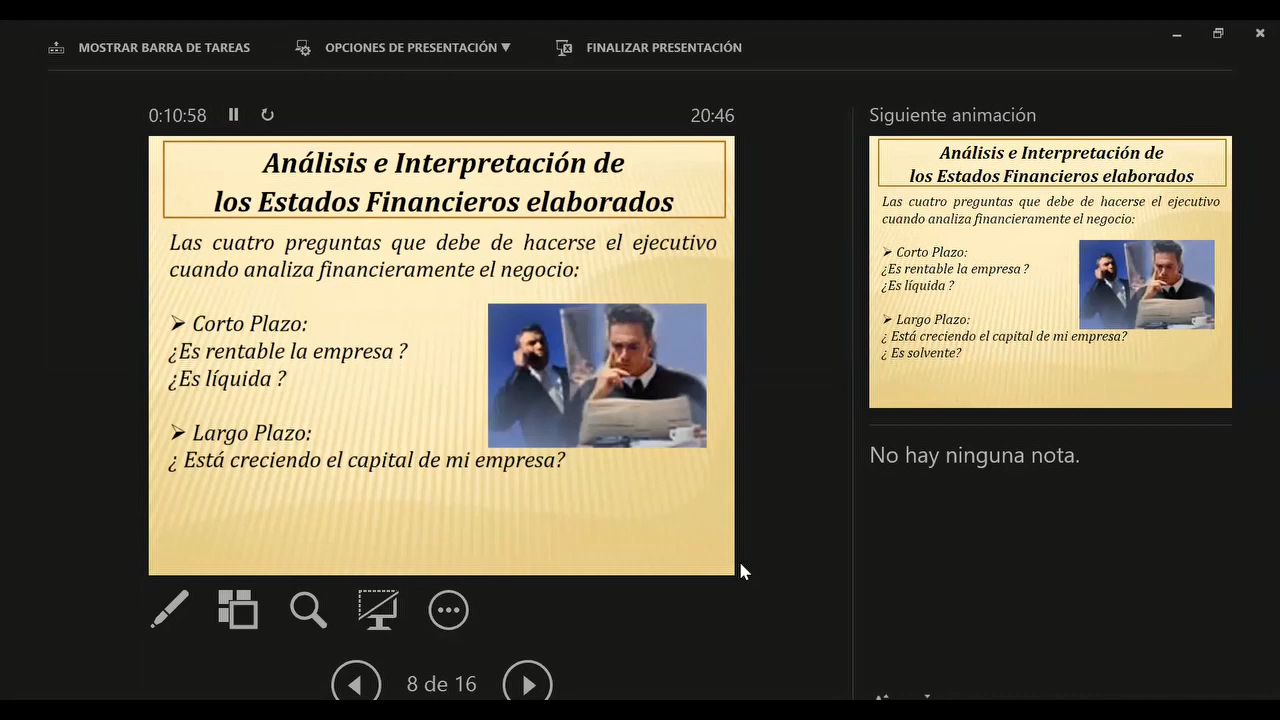 MOSTRAR BARRA DE TAREAS
OPCIONES DE PRESENTACIÓN ▼
FINALIZAR PRESENTACIÓN
0:10:58
20:46
Análisis e Interpretación de
los Estados Financieros elaborados
Las cuatro preguntas que debe de hacerse el ejecutivo
cuando analiza financieramente el negocio:
➢ Corto Plazo:
¿Es rentable la empresa ?
¿Es líquida ?
➢ Largo Plazo:
¿ Está creciendo el capital de mi empresa?
8 de 16
Siguiente animación
Análisis e Interpretación de
los Estados Financieros elaborados
Las cuatro preguntas que debe de hacerse el ejecutivo
cuando analiza financieramente el negocio:
➢ Corto Plazo:
¿Es rentable la empresa ?
¿Es líquida ?
➢ Largo Plazo:
¿ Está creciendo el capital de mi empresa?
¿ Es solvente?
No hay ninguna nota.